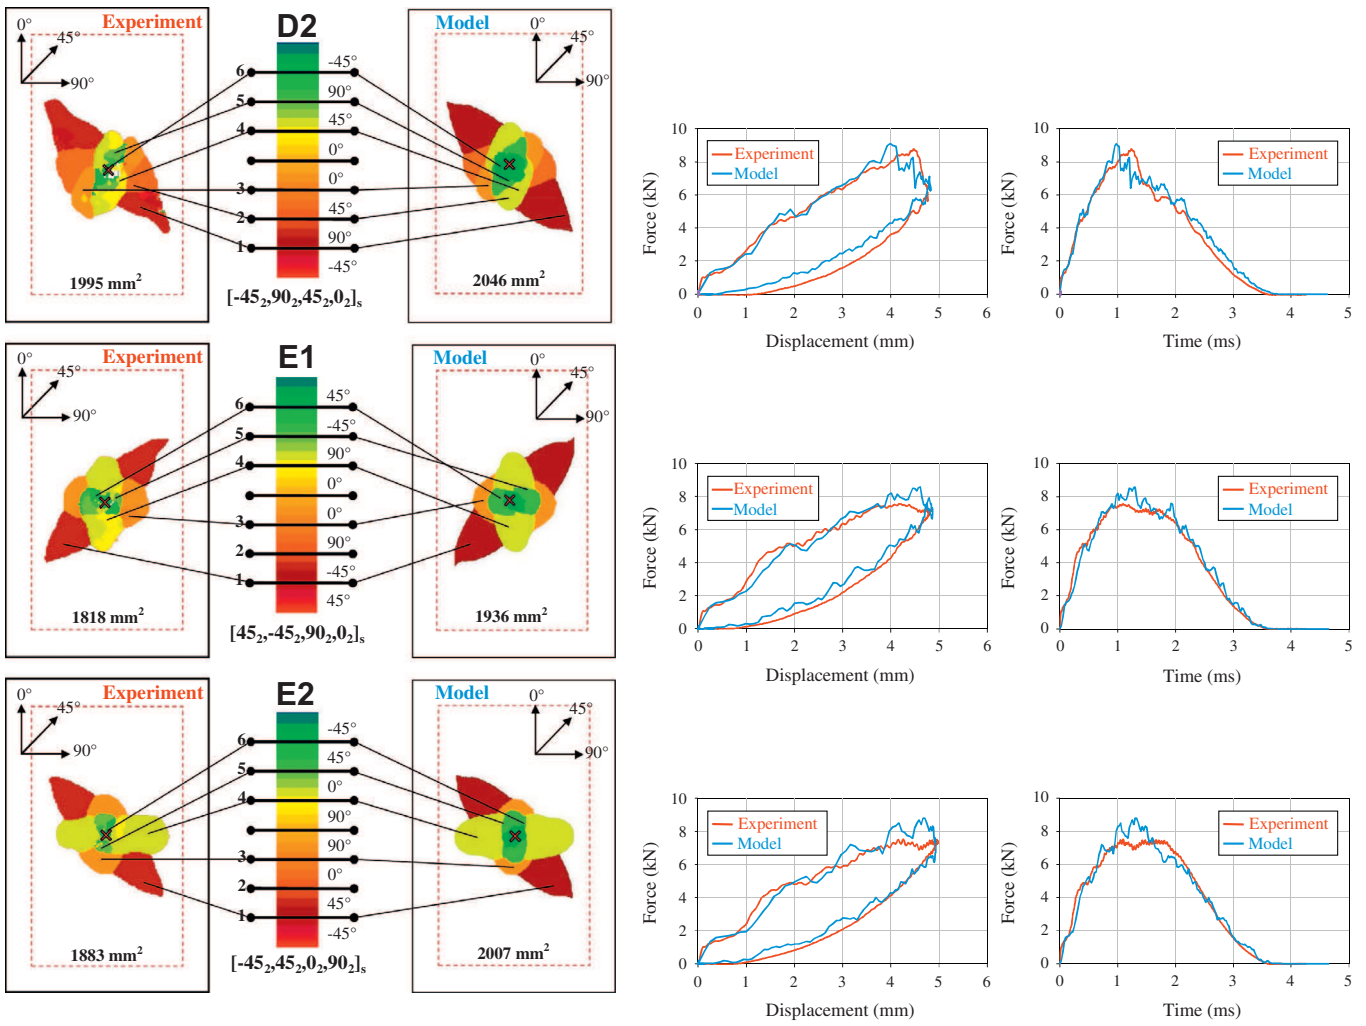 D2
Experiment
0°
45°
90°
1995 mm²
6
5
4
3
2
1
-45°
90°
45°
0°
0°
45°
90°
-45°
[-45₂,90₂,45₂,0₂]ₛ
Model
0°
45°
90°
2046 mm²
Force (kN)
10
8
6
4
2
0
Experiment
Model
0 1 2 3 4 5 6
Displacement (mm)
Force (kN)
10
8
6
4
2
0
Experiment
Model
0 1 2 3 4 5
Time (ms)
E1
Experiment
0°
45°
90°
1818 mm²
6
5
4
3
2
1
45°
-45°
90°
0°
0°
90°
-45°
45°
[45₂,-45₂,90₂,0₂]ₛ
Model
0°
45°
90°
1936 mm²
Force (kN)
10
8
6
4
2
0
Experiment
Model
0 1 2 3 4 5 6
Displacement (mm)
Force (kN)
10
8
6
4
2
0
Experiment
Model
0 1 2 3 4 5
Time (ms)
E2
Experiment
0°
45°
90°
1883 mm²
6
5
4
3
2
1
-45°
45°
0°
90°
90°
0°
45°
-45°
[-45₂,45₂,0₂,90₂]ₛ
Model
0°
45°
90°
2007 mm²
Force (kN)
10
8
6
4
2
0
Experiment
Model
0 1 2 3 4 5 6
Displacement (mm)
Force (kN)
10
8
6
4
2
0
Experiment
Model
0 1 2 3 4 5
Time (ms)